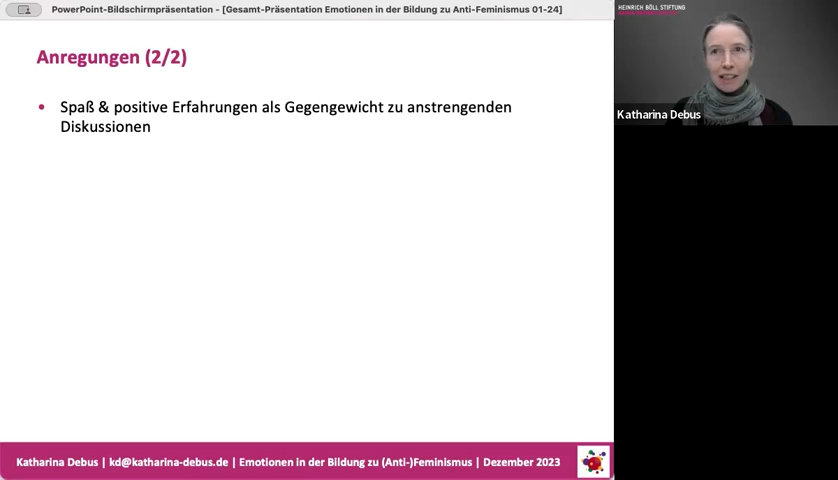 PowerPoint-Bildschirmpräsentation - [Gesamt-Präsentation Emotionen in der Bildung zu Anti-Feminismus 01-24]
HEINRICH BÖLL STIFTUNG
Anregungen (2/2)
Spaß & positive Erfahrungen als Gegengewicht zu anstrengenden
Diskussionen
Katharina Debus
Katharina Debus | kd@katharina-debus.de | Emotionen in der Bildung zu (Anti-)Feminismus | Dezember 2023